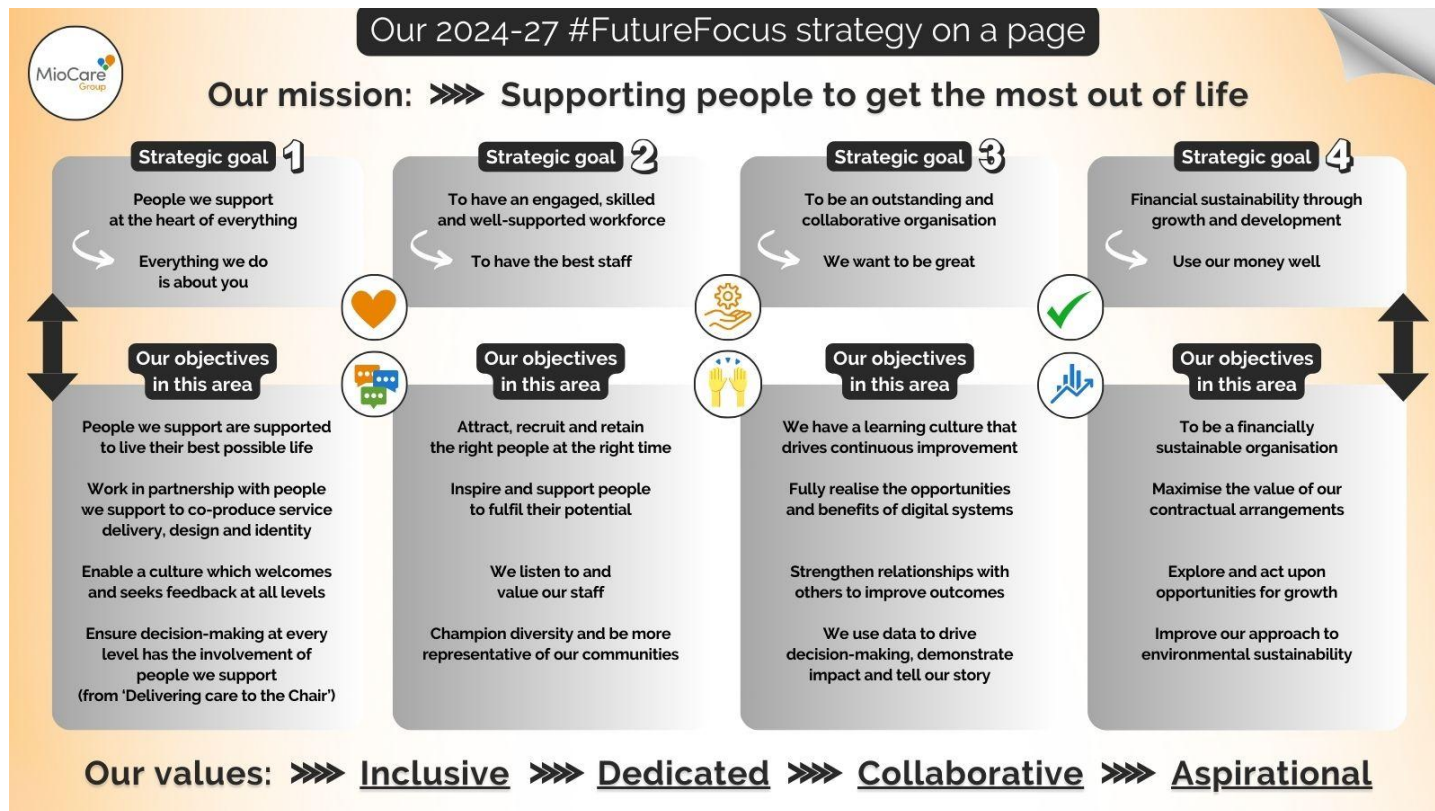 Our 2024-27 #FutureFocus strategy on a page
MioCare
Group
Our mission: Supporting people to get the most out of life
Strategic goal 1
People we support
at the heart of everything
Everything we do
is about you
Strategic goal 2
To have an engaged, skilled
and well-supported workforce
To have the best staff
Strategic goal 3
To be an outstanding and
collaborative organisation
We want to be great
Strategic goal 4
Financial sustainability through
growth and development
Use our money well
Our objectives
in this area
People we support are supported
to live their best possible life
Work in partnership with people
we support to co-produce service
delivery, design and identity
Enable a culture which welcomes
and seeks feedback at all levels
Ensure decision-making at every
level has the involvement of
people we support
(from ‘Delivering care to the Chair’)
Our objectives
in this area
Attract, recruit and retain
the right people at the right time
Inspire and support people
to fulfil their potential
We listen to and
value our staff
Champion diversity and be more
representative of our communities
Our objectives
in this area
We have a learning culture that
drives continuous improvement
Fully realise the opportunities
and benefits of digital systems
Strengthen relationships with
others to improve outcomes
We use data to drive
decision-making, demonstrate
impact and tell our story
Our objectives
in this area
To be a financially
sustainable organisation
Maximise the value of our
contractual arrangements
Explore and act upon
opportunities for growth
Improve our approach to
environmental sustainability
Our values: Inclusive Dedicated Collaborative Aspirational